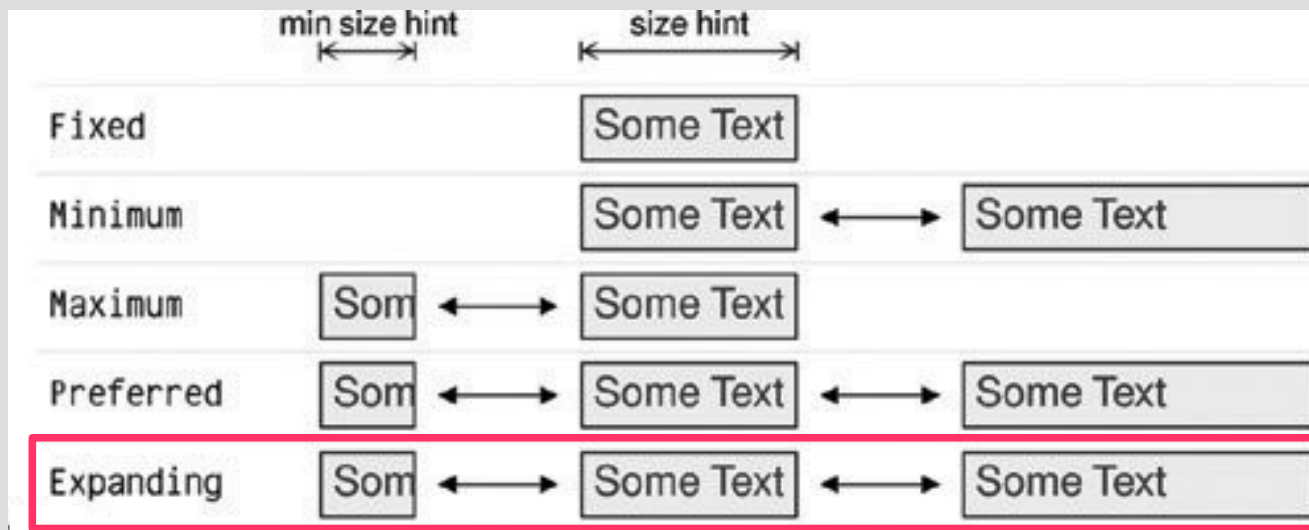 min size hint size hint
Fixed Some Text
Minimum Some Text Some Text
Maximum Som Some Text
Preferred Som Some Text Some Text
Expanding Som Some Text Some Text